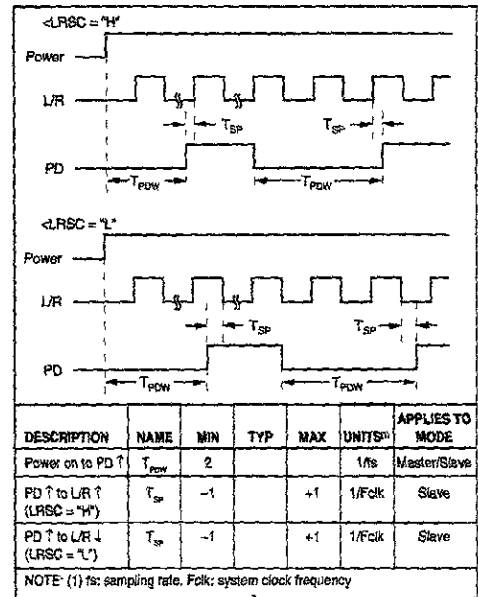 <LRSC = "H"
Power
L/R
T_SP
T_SP
PD
T_PDW
T_PDW
<LRSC = "L"
Power
L/R
T_SP
T_SP
PD
T_PDW
T_PDW
DESCRIPTION NAME MIN TYP MAX UNITS(1) APPLIES TO MODE
Power on to PD ↑ T_PDW 2 1/fs Master/Slave
PD ↑ to L/R ↑ (LRSC = "H") T_SP –1 +1 1/Fclk Slave
PD ↑ to L/R ↓ (LRSC = "L") T_SP –1 +1 1/Fclk Slave
NOTE: (1) fs: sampling rate. Fclk: system clock frequency